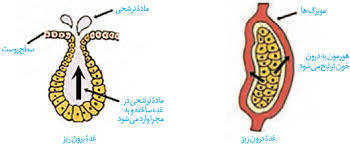 مادهٔ ترشحی
سطح پوست
مادهٔ ترشحی در
غده ساخته و به
مجرا وارد می‌شود
غدهٔ برون ریز
مویرگ‌ها
هورمون به درون
خون ترشح می‌شود
غدهٔ درون ریز